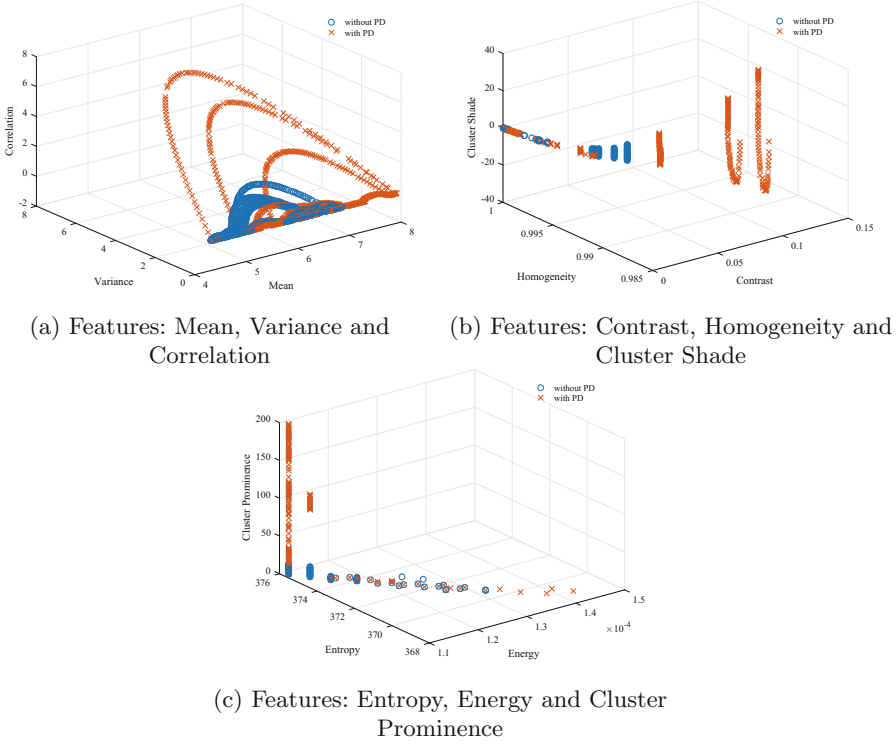 without PD
with PD
8
6
4
2
0
-2
Correlation
8
6
4
2
0
Variance
4
5
6
7
8
Mean
(a) Features: Mean, Variance and
Correlation
without PD
with PD
40
20
0
-20
-40
Cluster Shade
1
0.995
0.99
0.985
Homogeneity
0
0.05
0.1
0.15
Contrast
(b) Features: Contrast, Homogeneity and
Cluster Shade
without PD
with PD
200
150
100
50
0
Cluster Prominence
376
374
372
370
368
Entropy
1.1
1.2
1.3
1.4
1.5
×10⁻⁴
Energy
(c) Features: Entropy, Energy and Cluster
Prominence